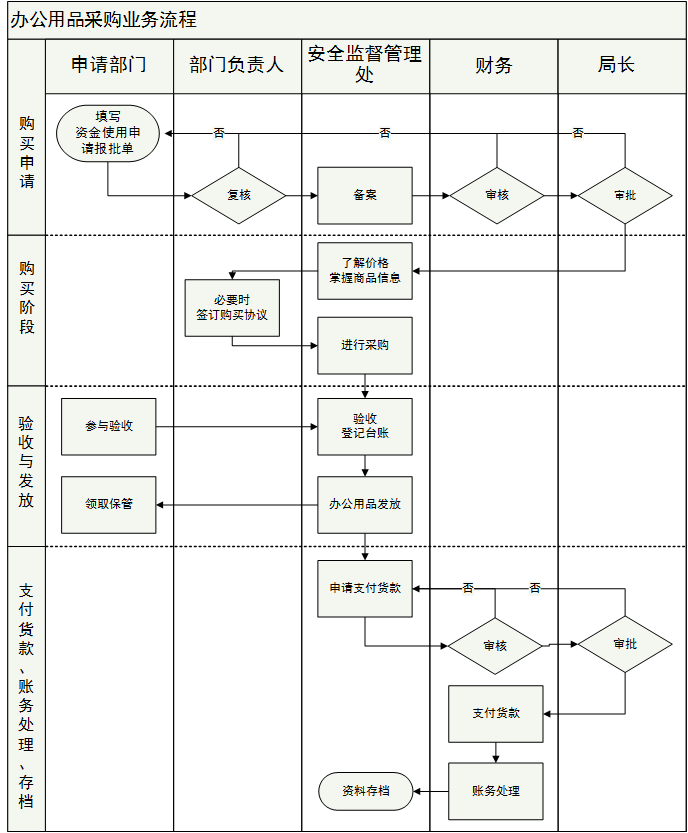 办公用品采购业务流程
申请部门
部门负责人
安全监督管理
处
财务
局长
购买申请
填写
资金使用申
请报批单
否
否
否
复核
备案
审核
审批
购买阶段
了解价格
掌握商品信息
必要时
签订购买协议
进行采购
验收与发放
参与验收
验收
登记台账
领取保管
办公用品发放
支付货款、账务处理、存档
申请支付货款
否
否
审核
审批
支付货款
资料存档
账务处理